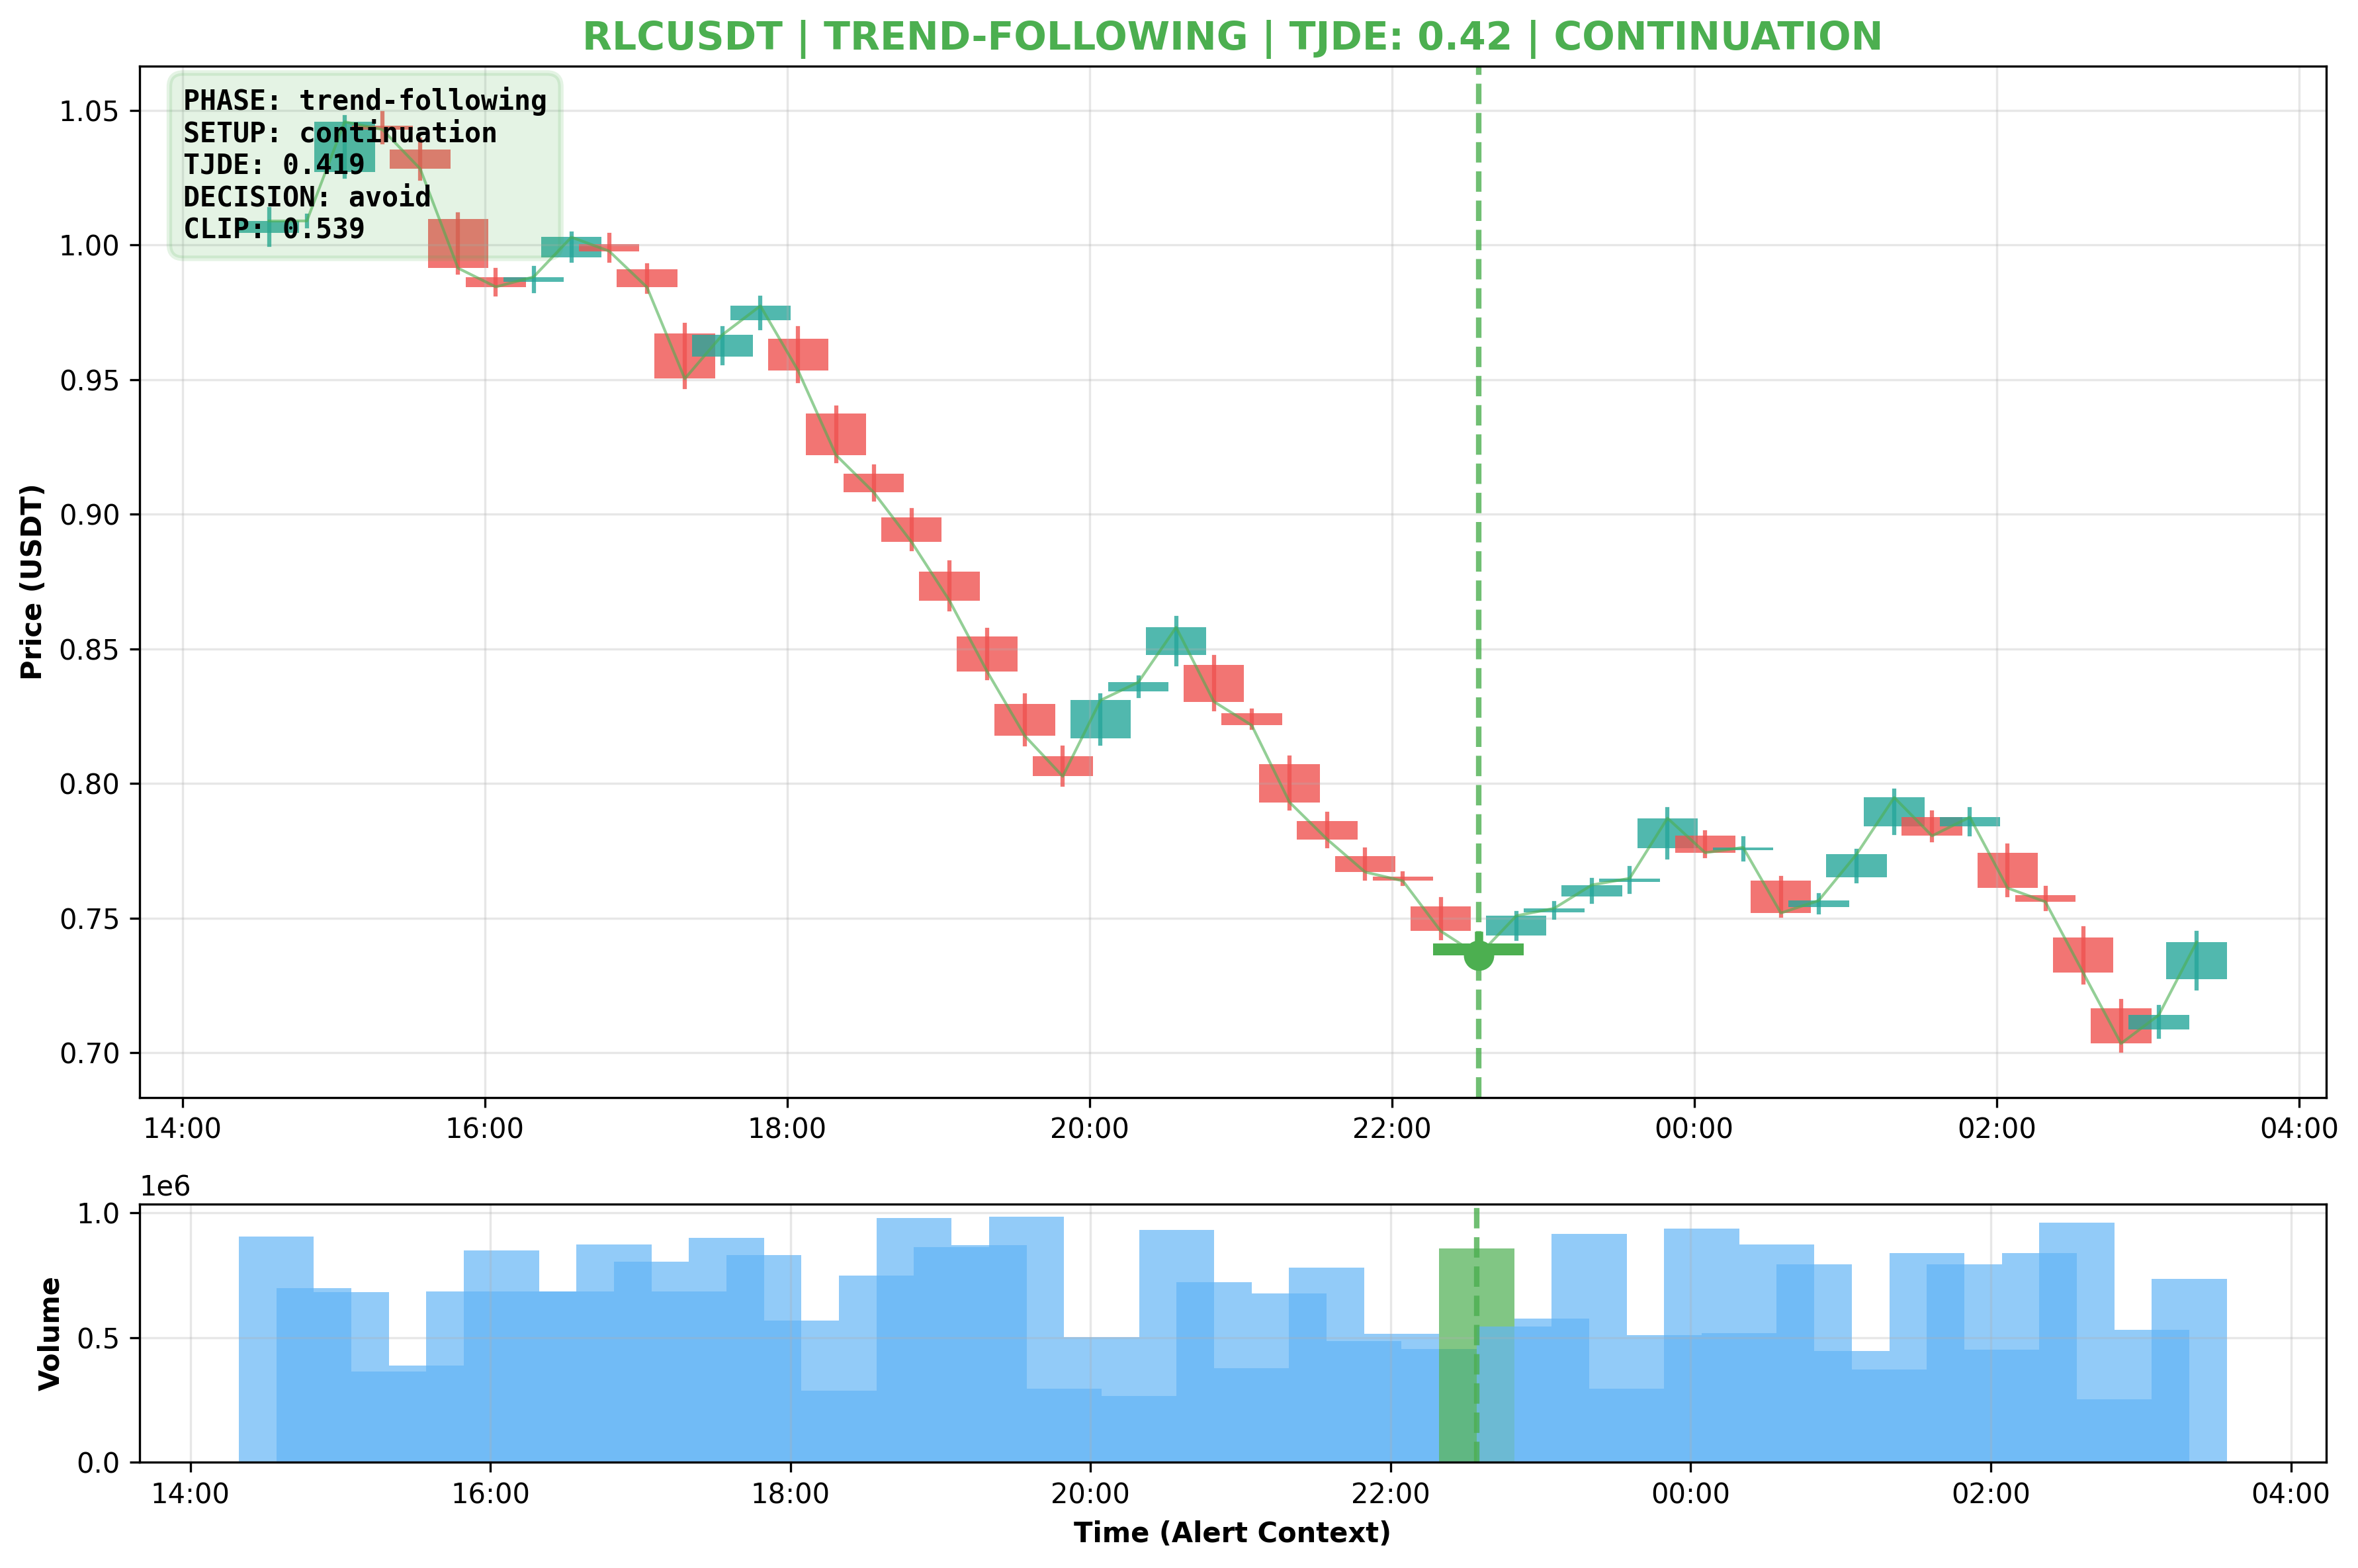 RLCUSDT | TREND-FOLLOWING | TJDE: 0.42 | CONTINUATION
PHASE: trend-following
SETUP: continuation
TJDE: 0.419
DECISION: avoid
CLIP: 0.539
Price (USDT)
1.05
1.00
0.95
0.90
0.85
0.80
0.75
0.70
14:00 16:00 18:00 20:00 22:00 00:00 02:00 04:00
1e6
Volume
1.0
0.5
0.0
14:00 16:00 18:00 20:00 22:00 00:00 02:00 04:00
Time (Alert Context)